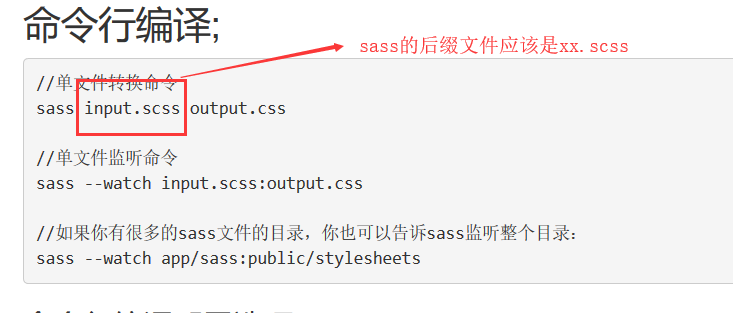 命令行编译;
sass的后缀文件应该是xx.scss
//单文件转换命令
sass input.scss output.css
//单文件监听命令
sass --watch input.scss:output.css
//如果你有很多的sass文件的目录，你也可以告诉sass监听整个目录：
sass --watch app/sass:public/stylesheets